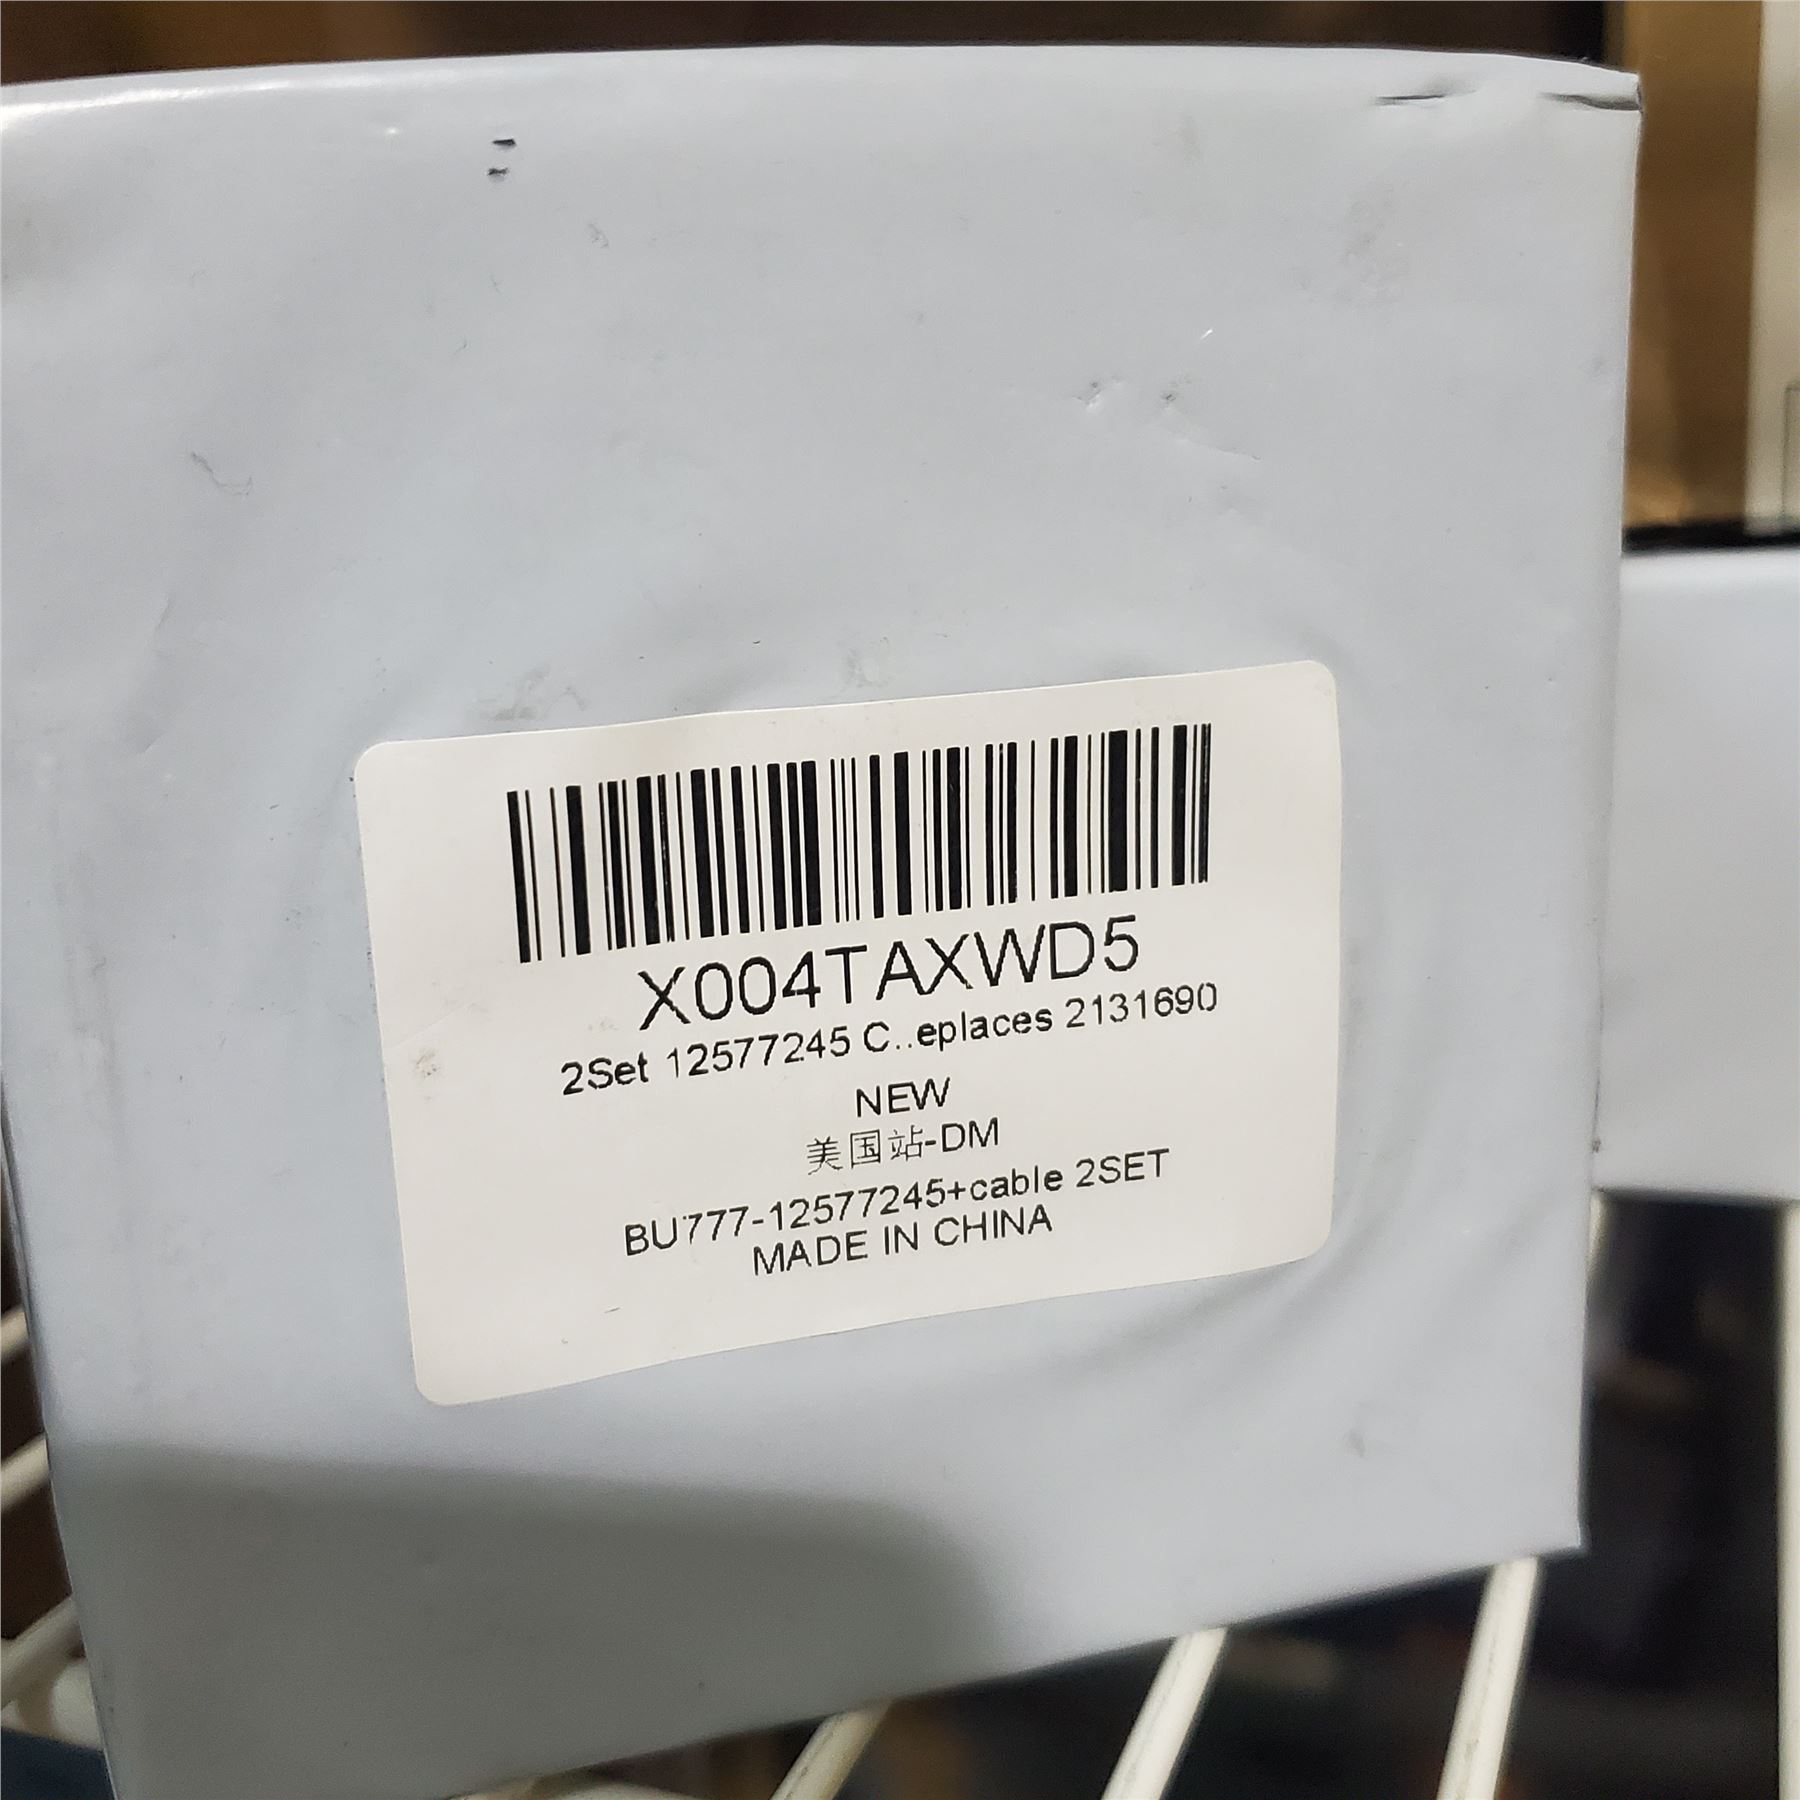 X004TAXWD5
2Set 12577245 C..eplaces 2131690
NEW
美国站-DM
BU777-12577245+cable 2SET
MADE IN CHINA